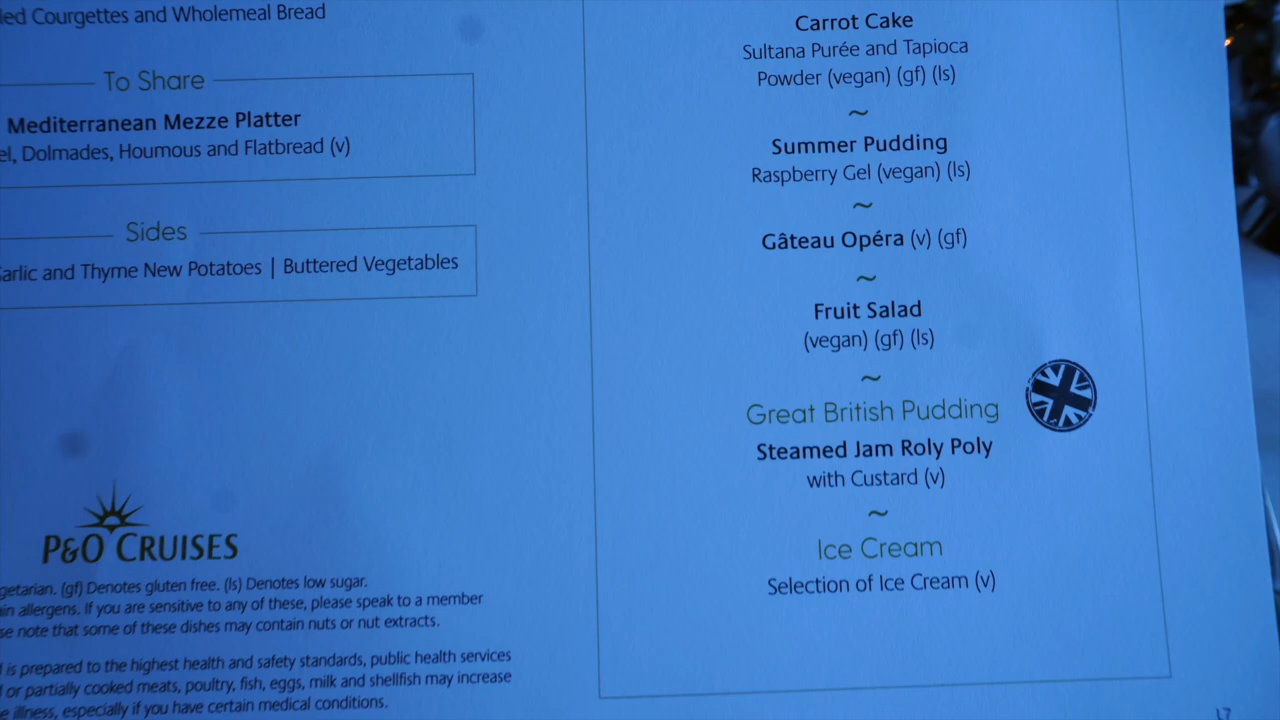 led Courgettes and Wholemeal Bread
To Share
Mediterranean Mezze Platter
el, Dolmades, Houmous and Flatbread (v)
Sides
Garlic and Thyme New Potatoes | Buttered Vegetables
P&O CRUISES
getarian. (gf) Denotes gluten free. (ls) Denotes low sugar.
ain allergens. If you are sensitive to any of these, please speak to a member
se note that some of these dishes may contain nuts or nut extracts.
is prepared to the highest health and safety standards, public health services
or partially cooked meats, poultry, fish, eggs, milk and shellfish may increase
e illness, especially if you have certain medical conditions.
Carrot Cake
Sultana Purée and Tapioca
Powder (vegan) (gf) (ls)
~
Summer Pudding
Raspberry Gel (vegan) (ls)
~
Gâteau Opéra (v) (gf)
~
Fruit Salad
(vegan) (gf) (ls)
~
Great British Pudding
Steamed Jam Roly Poly
with Custard (v)
~
Ice Cream
Selection of Ice Cream (v)
17